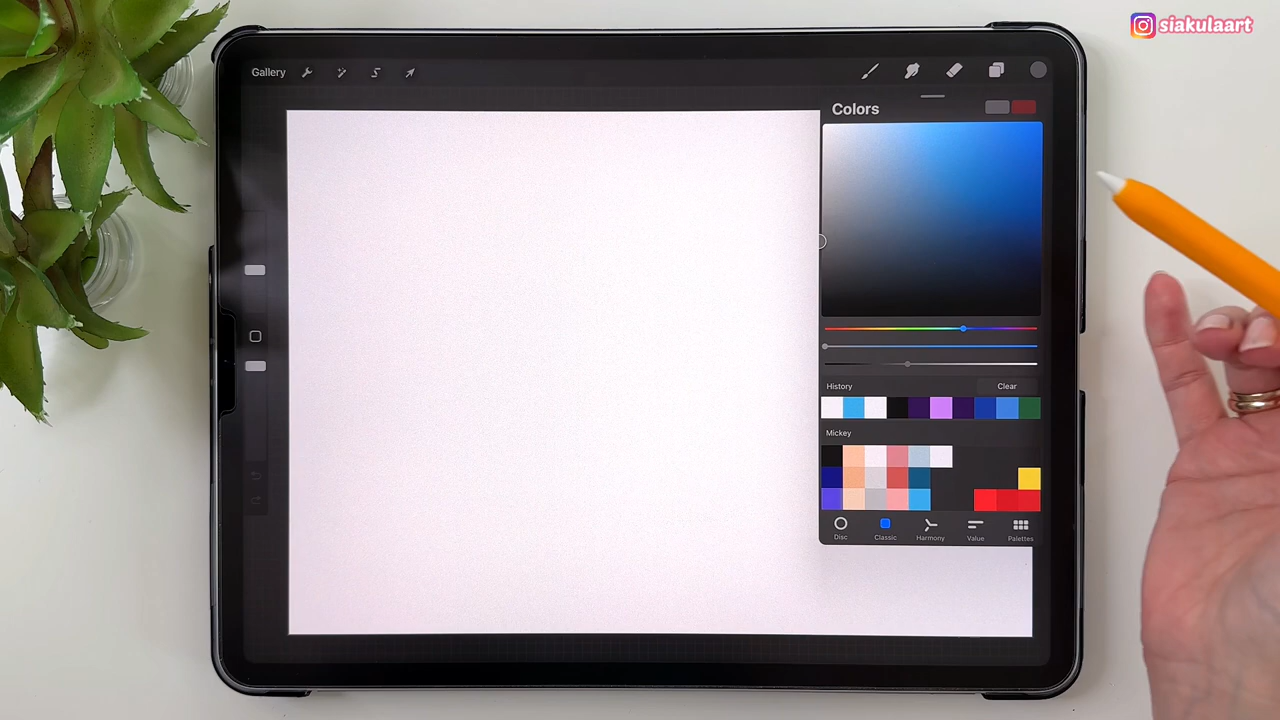 siakulaart
Gallery
Colors
History
Clear
Mickey
Disc
Classic
Harmony
Value
Palettes